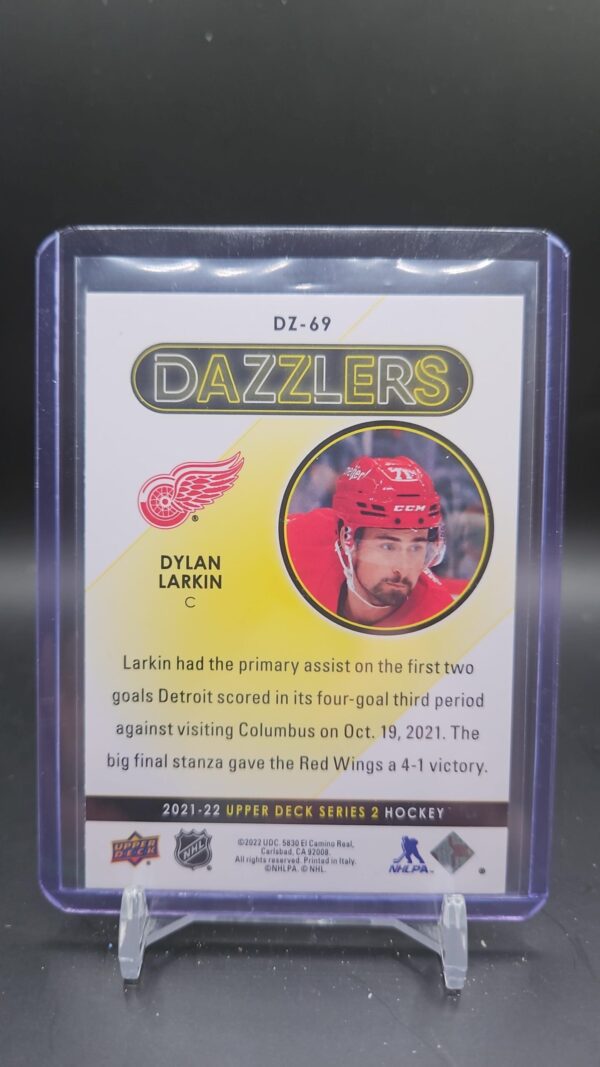 DZ-69
DAZZLERS
71
CCM
®
DYLAN
LARKIN
C
Larkin had the primary assist on the first two
goals Detroit scored in its four-goal third period
against visiting Columbus on Oct. 19, 2021. The
big final stanza gave the Red Wings a 4-1 victory.
2021-22 UPPER DECK SERIES 2 HOCKEY
UPPER
DECK
NHL
©2022 UDC. 5830 El Camino Real,
Carlsbad, CA 92008.
All rights reserved. Printed in Italy.
©NHLPA. © NHL.
NHLPA
®